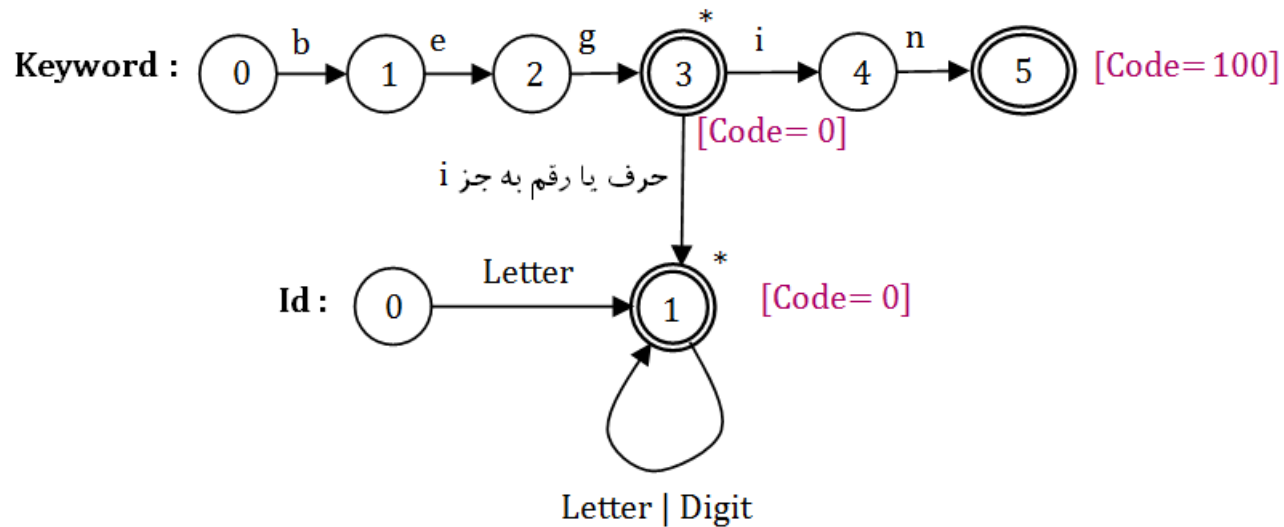 b e g * i n
Keyword : 0 1 2 3 4 5 [Code= 100]
[Code= 0]
حرف یا رقم به جز i
Letter *
Id : 0 1 [Code= 0]
Letter | Digit